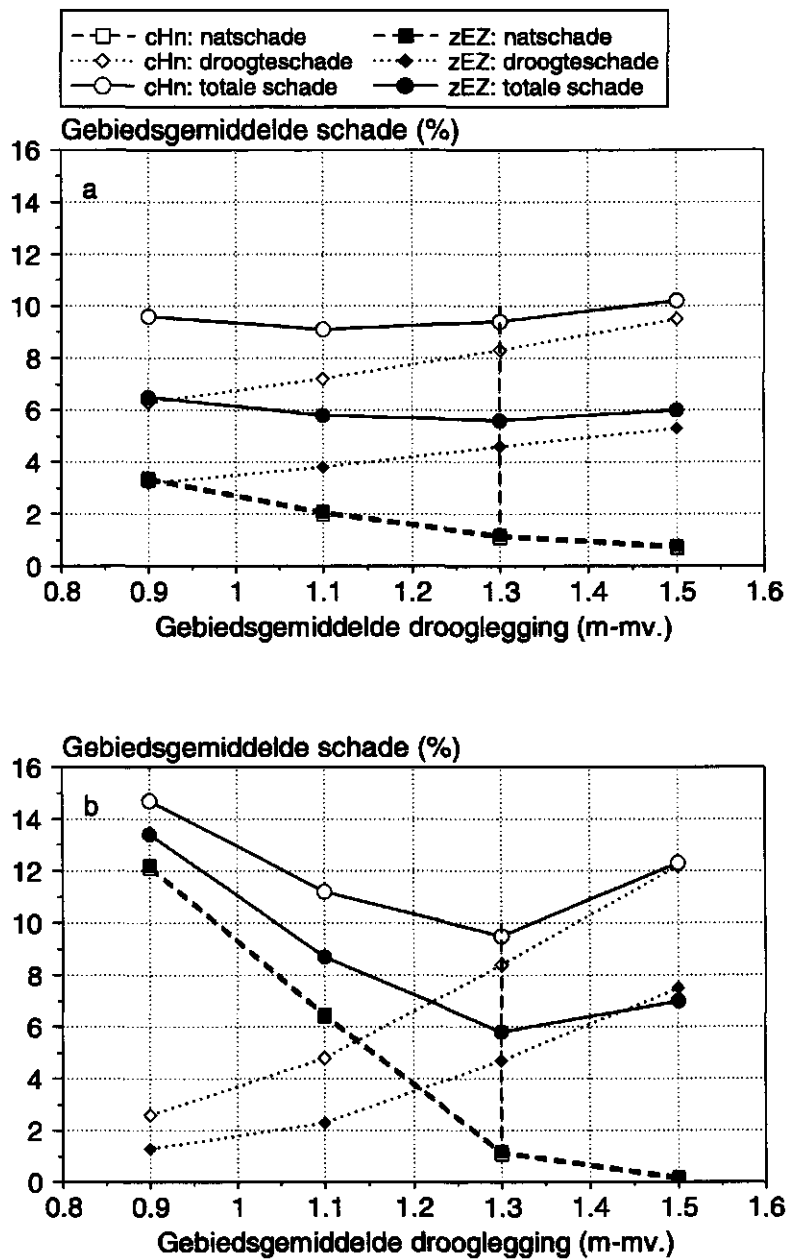 cHn: natschade zEZ: natschade
cHn: droogteschade zEZ: droogteschade
cHn: totale schade zEZ: totale schade
Gebiedsgemiddelde schade (%)
16
a
14
12
10
8
6
4
2
0
0.8 0.9 1 1.1 1.2 1.3 1.4 1.5 1.6
Gebiedsgemiddelde drooglegging (m-mv.)
Gebiedsgemiddelde schade (%)
16
b
14
12
10
8
6
4
2
0
0.8 0.9 1 1.1 1.2 1.3 1.4 1.5 1.6
Gebiedsgemiddelde drooglegging (m-mv.)